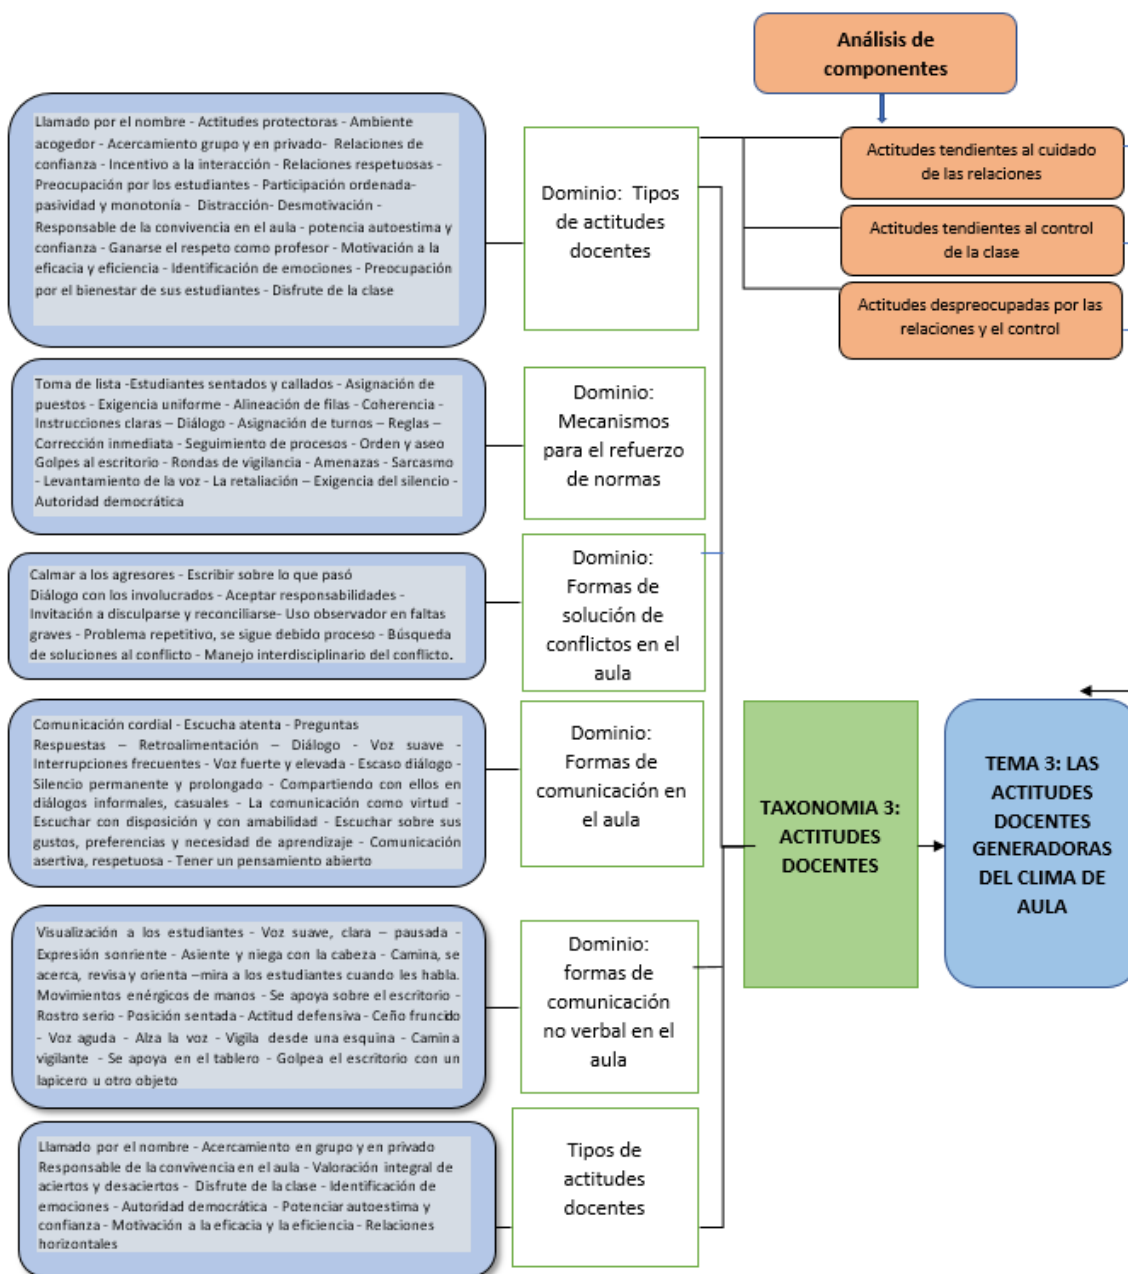 Análisis de
componentes
Llamado por el nombre - Actitudes protectoras - Ambiente
acogedor - Acercamiento grupo y en privado- Relaciones de
confianza - Incentivo a la interacción - Relaciones respetuosas -
Preocupación por los estudiantes - Participación ordenada-
pasividad y monotonía - Distracción- Desmotivación -
Responsable de la convivencia en el aula - potencia autoestima y
confianza - Ganarse el respeto como profesor - Motivación a la
eficacia y eficiencia - Identificación de emociones - Preocupación
por el bienestar de sus estudiantes - Disfrute de la clase
Dominio: Tipos
de actitudes
docentes
Actitudes tendientes al cuidado
de las relaciones
Actitudes tendientes al control
de la clase
Actitudes despreocupadas por las
relaciones y el control
Toma de lista -Estudiantes sentados y callados - Asignación de
puestos - Exigencia uniforme - Alineación de filas - Coherencia -
Instrucciones claras – Diálogo - Asignación de turnos – Reglas –
Corrección inmediata - Seguimiento de procesos - Orden y aseo
Golpes al escritorio - Rondas de vigilancia - Amenazas - Sarcasmo
- Levantamiento de la voz - La retaliación – Exigencia del silencio -
Autoridad democrática
Dominio:
Mecanismos
para el refuerzo
de normas
Calmar a los agresores - Escribir sobre lo que pasó
Diálogo con los involucrados - Aceptar responsabilidades -
Invitación a disculparse y reconciliarse- Uso observador en faltas
graves - Problema repetitivo, se sigue debido proceso - Búsqueda
de soluciones al conflicto - Manejo interdisciplinario del conflicto.
Dominio:
Formas de
solución de
conflictos en el
aula
Comunicación cordial - Escucha atenta - Preguntas
Respuestas – Retroalimentación – Diálogo - Voz suave -
Interrupciones frecuentes - Voz fuerte y elevada - Escaso diálogo -
Silencio permanente y prolongado - Compartiendo con ellos en
diálogos informales, casuales - La comunicación como virtud -
Escuchar con disposición y con amabilidad - Escuchar sobre sus
gustos, preferencias y necesidad de aprendizaje - Comunicación
asertiva, respetuosa - Tener un pensamiento abierto
Dominio:
Formas de
comunicación en
el aula
TAXONOMIA 3:
ACTITUDES
DOCENTES
TEMA 3: LAS
ACTITUDES
DOCENTES
GENERADORAS
DEL CLIMA DE
AULA
Visualización a los estudiantes - Voz suave, clara – pausada -
Expresión sonriente - Asiente y niega con la cabeza - Camina, se
acerca, revisa y orienta –mira a los estudiantes cuando les habla.
Movimientos enérgicos de manos - Se apoya sobre el escritorio -
Rostro serio - Posición sentada - Actitud defensiva - Ceño fruncido
- Voz aguda - Alza la voz - Vigila desde una esquina - Camina
vigilante - Se apoya en el tablero - Golpea el escritorio con un
lapicero u otro objeto
Dominio:
formas de
comunicación
no verbal en el
aula
Llamado por el nombre - Acercamiento en grupo y en privado
Responsable de la convivencia en el aula - Valoración integral de
aciertos y desaciertos - Disfrute de la clase - Identificación de
emociones - Autoridad democrática - Potenciar autoestima y
confianza - Motivación a la eficacia y la eficiencia - Relaciones
horizontales
Tipos de
actitudes
docentes